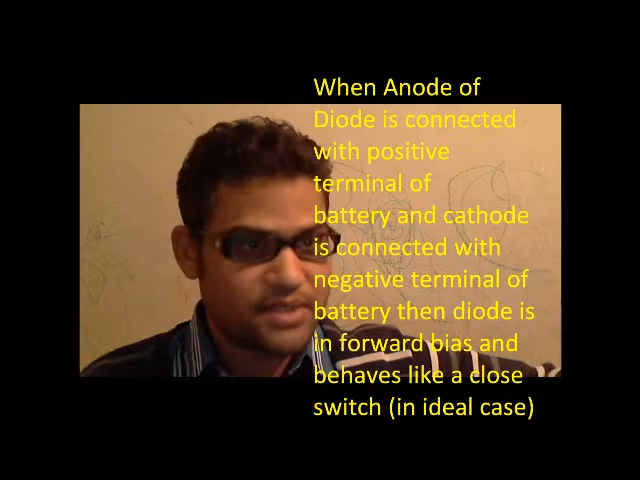 When Anode of
Diode is connected
with positive
terminal of
battery and cathode
is connected with
negative terminal of
battery then diode is
in forward bias and
behaves like a close
switch (in ideal case)